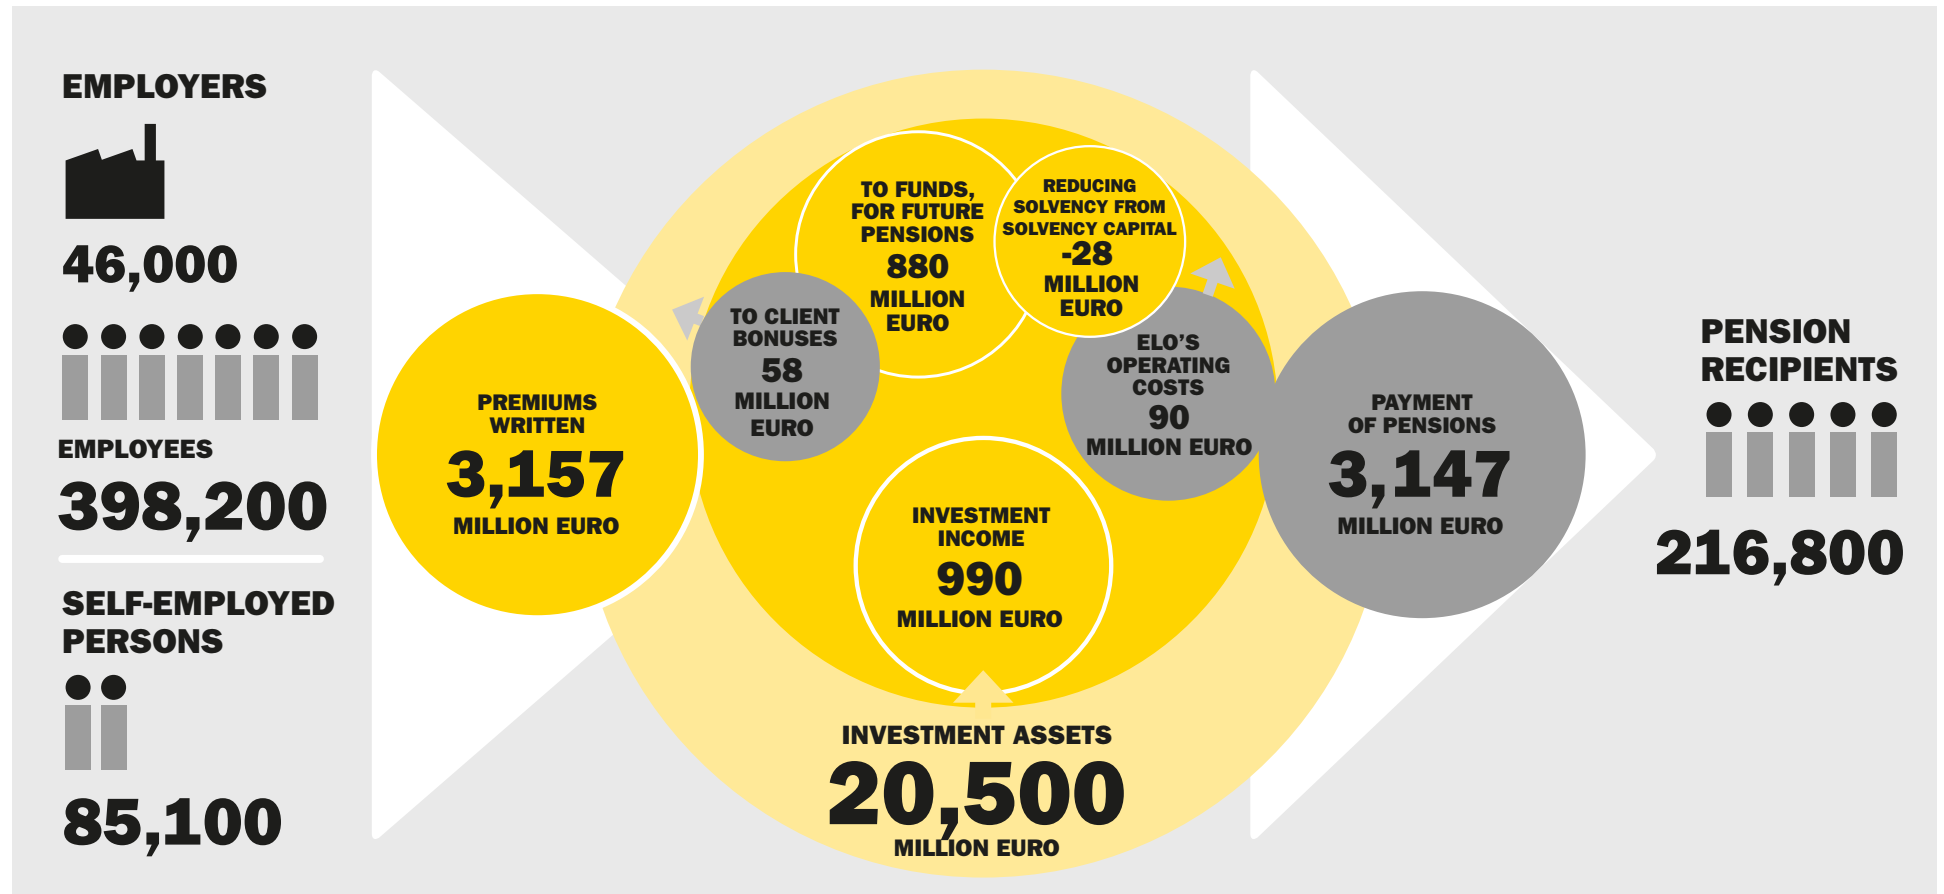 EMPLOYERS
46,000
EMPLOYEES
398,200
SELF-EMPLOYED
PERSONS
85,100
PREMIUMS
WRITTEN
3,157
MILLION EURO
TO CLIENT
BONUSES
58
MILLION
EURO
TO FUNDS,
FOR FUTURE
PENSIONS
880
MILLION
EURO
REDUCING
SOLVENCY FROM
SOLVENCY CAPITAL
-28
MILLION
EURO
ELO'S
OPERATING
COSTS
90
MILLION EURO
INVESTMENT
INCOME
990
MILLION EURO
INVESTMENT ASSETS
20,500
MILLION EURO
PAYMENT
OF PENSIONS
3,147
MILLION EURO
PENSION
RECIPIENTS
216,800